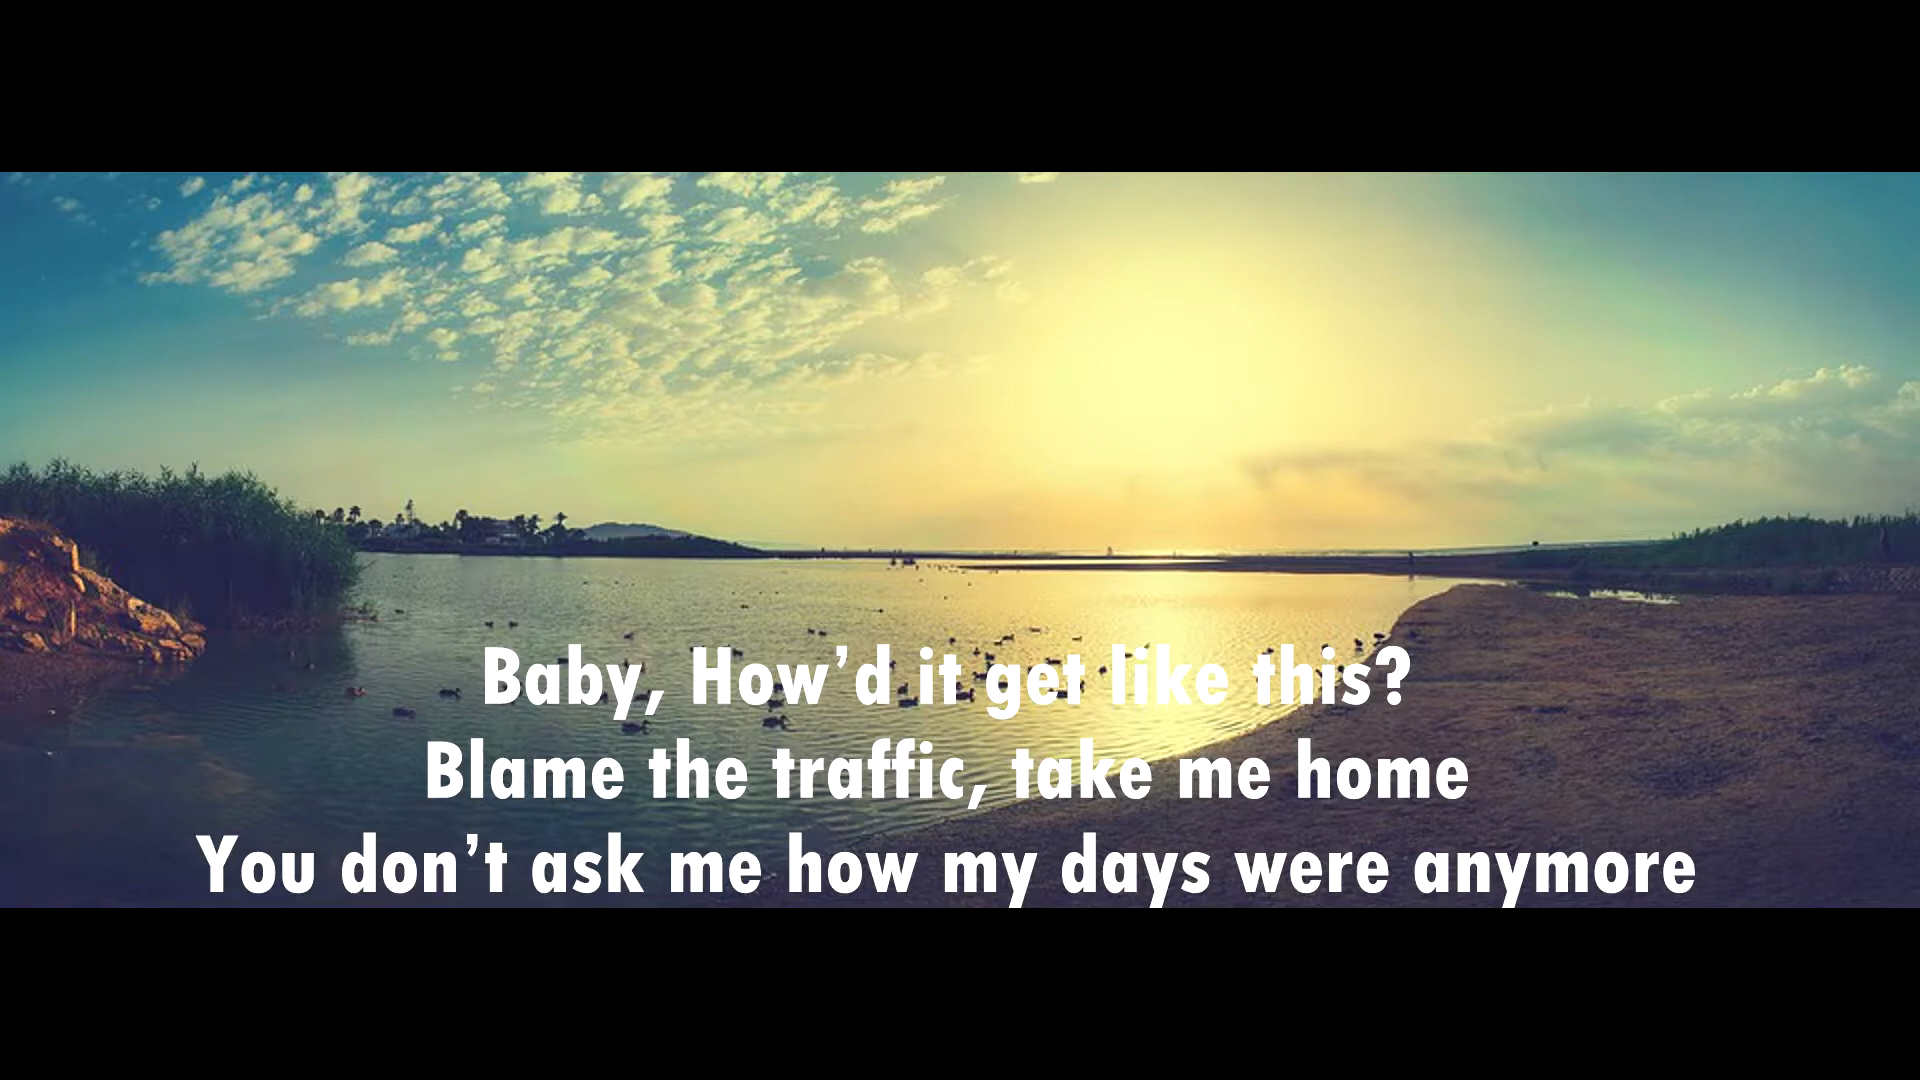 Baby, How’d it get like this?
Blame the traffic, take me home
You don’t ask me how my days were anymore